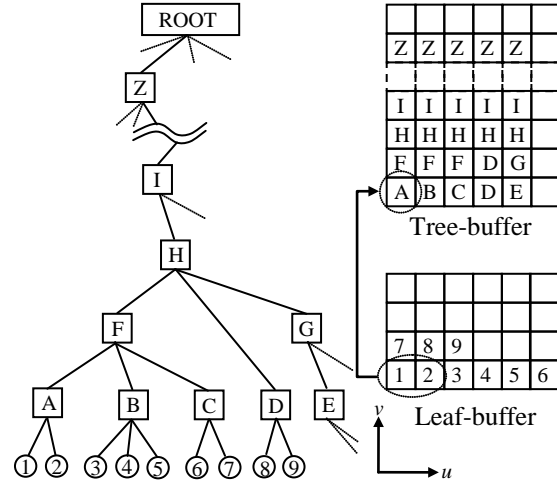 ROOT
Z
I
H
F G
A B C D E
1 2 3 4 5 6 7 8 9
Z Z Z Z Z
I I I I I
H H H H H
F F F D G
A B C D E
Tree-buffer
7 8 9
1 2 3 4 5 6
Leaf-buffer
v
u